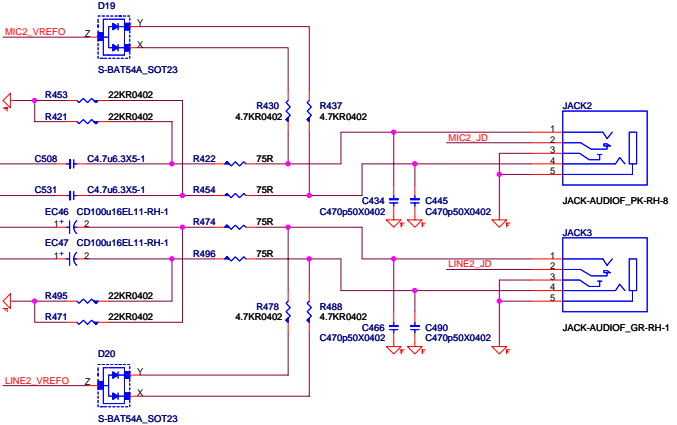 D19
MIC2_VREFO Z Y
X
S-BAT54A_SOT23
R453 22KR0402
R421 22KR0402
R430 4.7KR0402
R437 4.7KR0402
JACK2
1
MIC2_JD 2
3
4
5
C508 C4.7u6.3X5-1 R422 75R
C531 C4.7u6.3X5-1 R454 75R
C434 C470p50X0402
C445 C470p50X0402
F F
JACK-AUDIOF_PK-RH-8
EC46 CD100u16EL11-RH-1 R474 75R
1 + 2
EC47 CD100u16EL11-RH-1 R496 75R
1 + 2
JACK3
1
LINE2_JD 2
3
4
5
R495 22KR0402
R471 22KR0402
R478 4.7KR0402
R488 4.7KR0402
C466 C470p50X0402
C490 C470p50X0402
F F F
JACK-AUDIOF_GR-RH-1
D20
LINE2_VREFO Z Y
X
S-BAT54A_SOT23